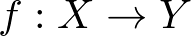 f : X → Y